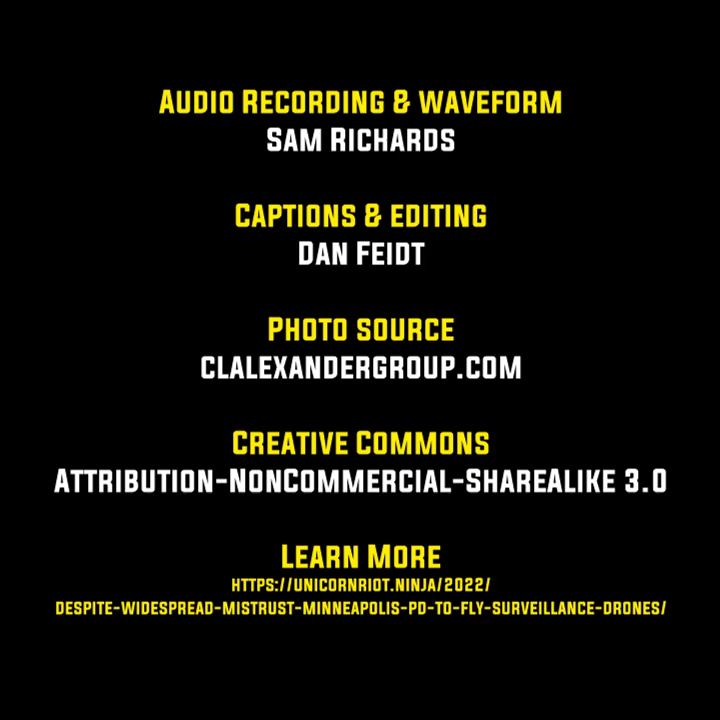 Audio Recording & waveform
Sam Richards
Captions & editing
Dan Feidt
Photo source
clalexandergroup.com
Creative Commons
Attribution-NonCommercial-ShareAlike 3.0
Learn More
https://unicornriot.ninja/2022/
despite-widespread-mistrust-minneapolis-pd-to-fly-surveillance-drones/